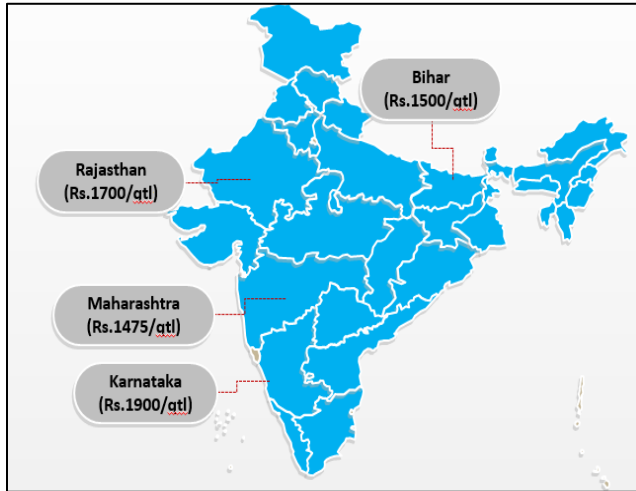 Bihar
(Rs.1500/qtl)
Rajasthan
(Rs.1700/qtl)
Maharashtra
(Rs.1475/qtl)
Karnataka
(Rs.1900/qtl)